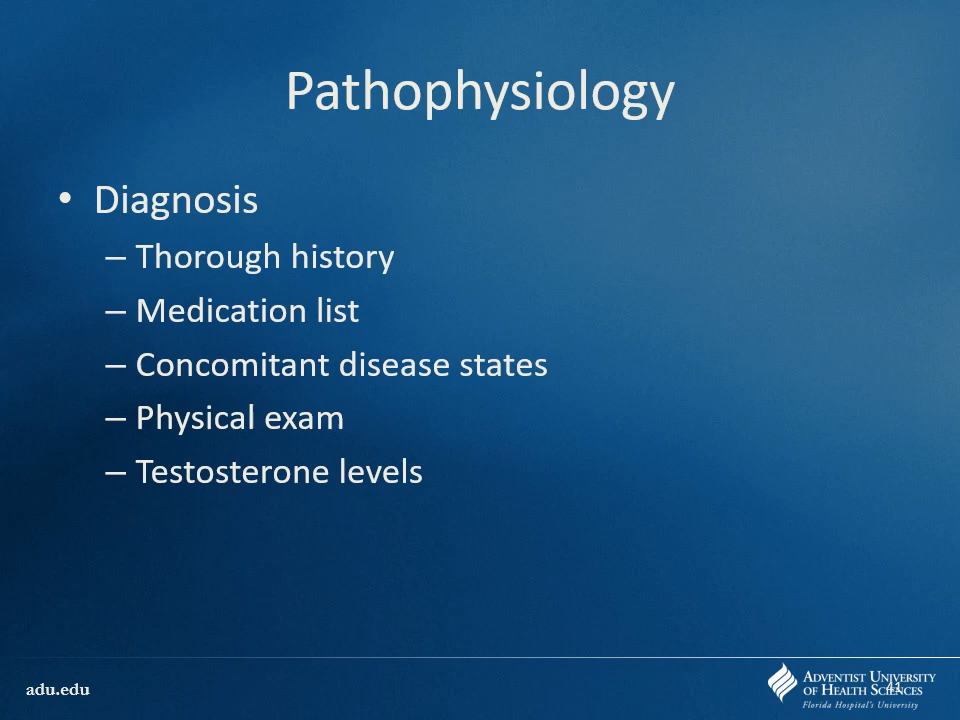 Pathophysiology
• Diagnosis
– Thorough history
– Medication list
– Concomitant disease states
– Physical exam
– Testosterone levels
adu.edu
ADVENTIST UNIVERSITY
OF HEALTH SCIENCES
41
Florida Hospital's University